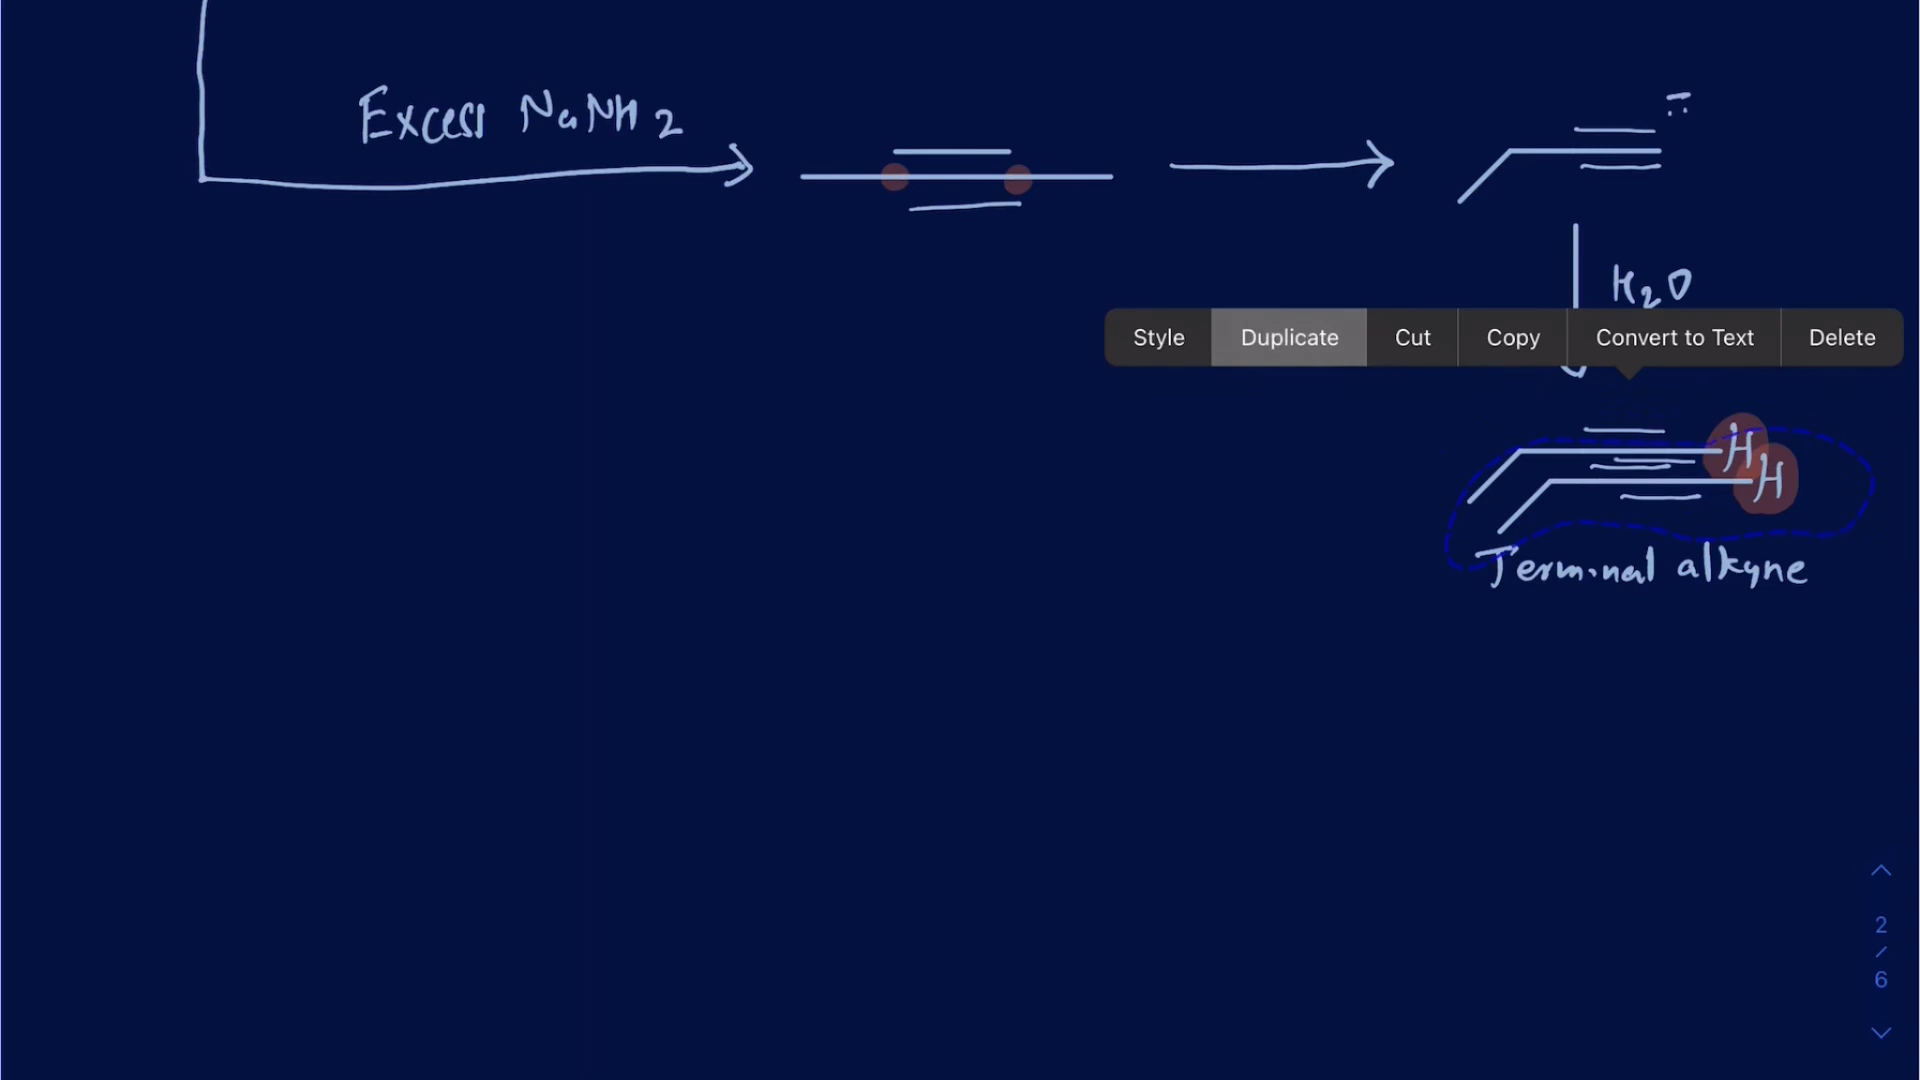 Excess NaNH2
H2O
Style Duplicate Cut Copy Convert to Text Delete
H
H
Terminal alkyne
2
/
6